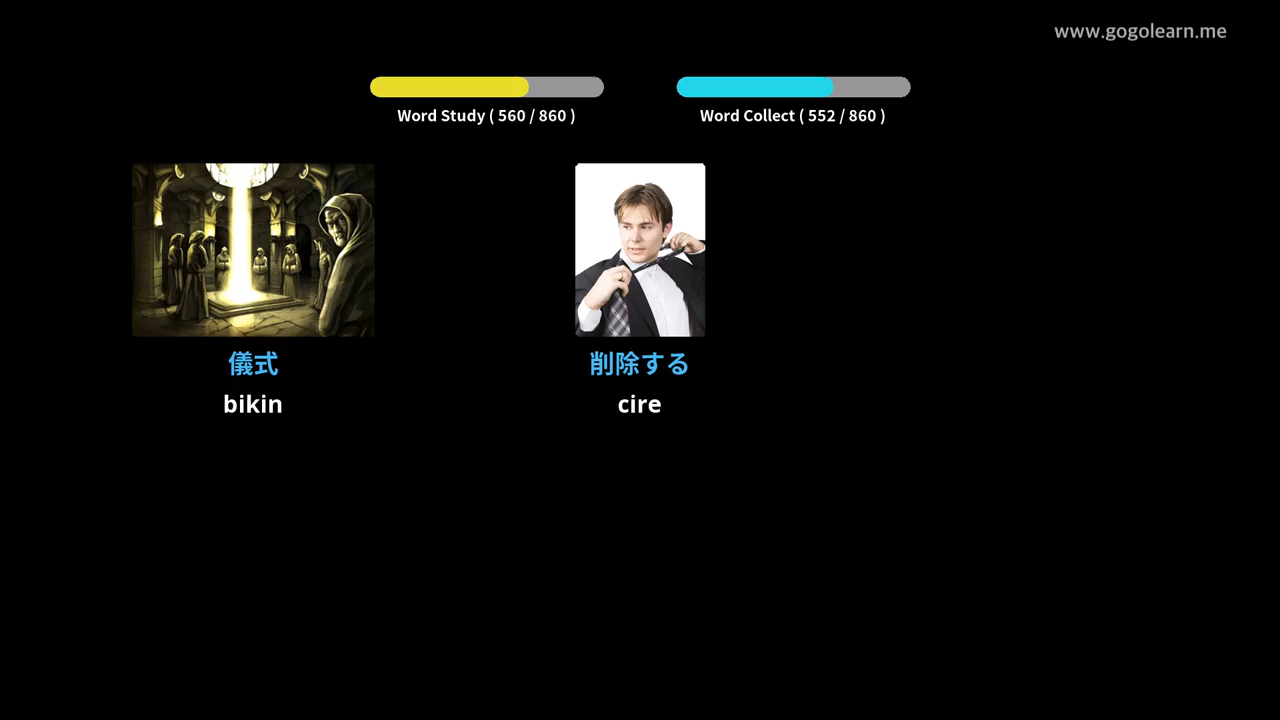 www.gogolearn.me
Word Study ( 560 / 860 )
Word Collect ( 552 / 860 )
儀式
bikin
削除する
cire